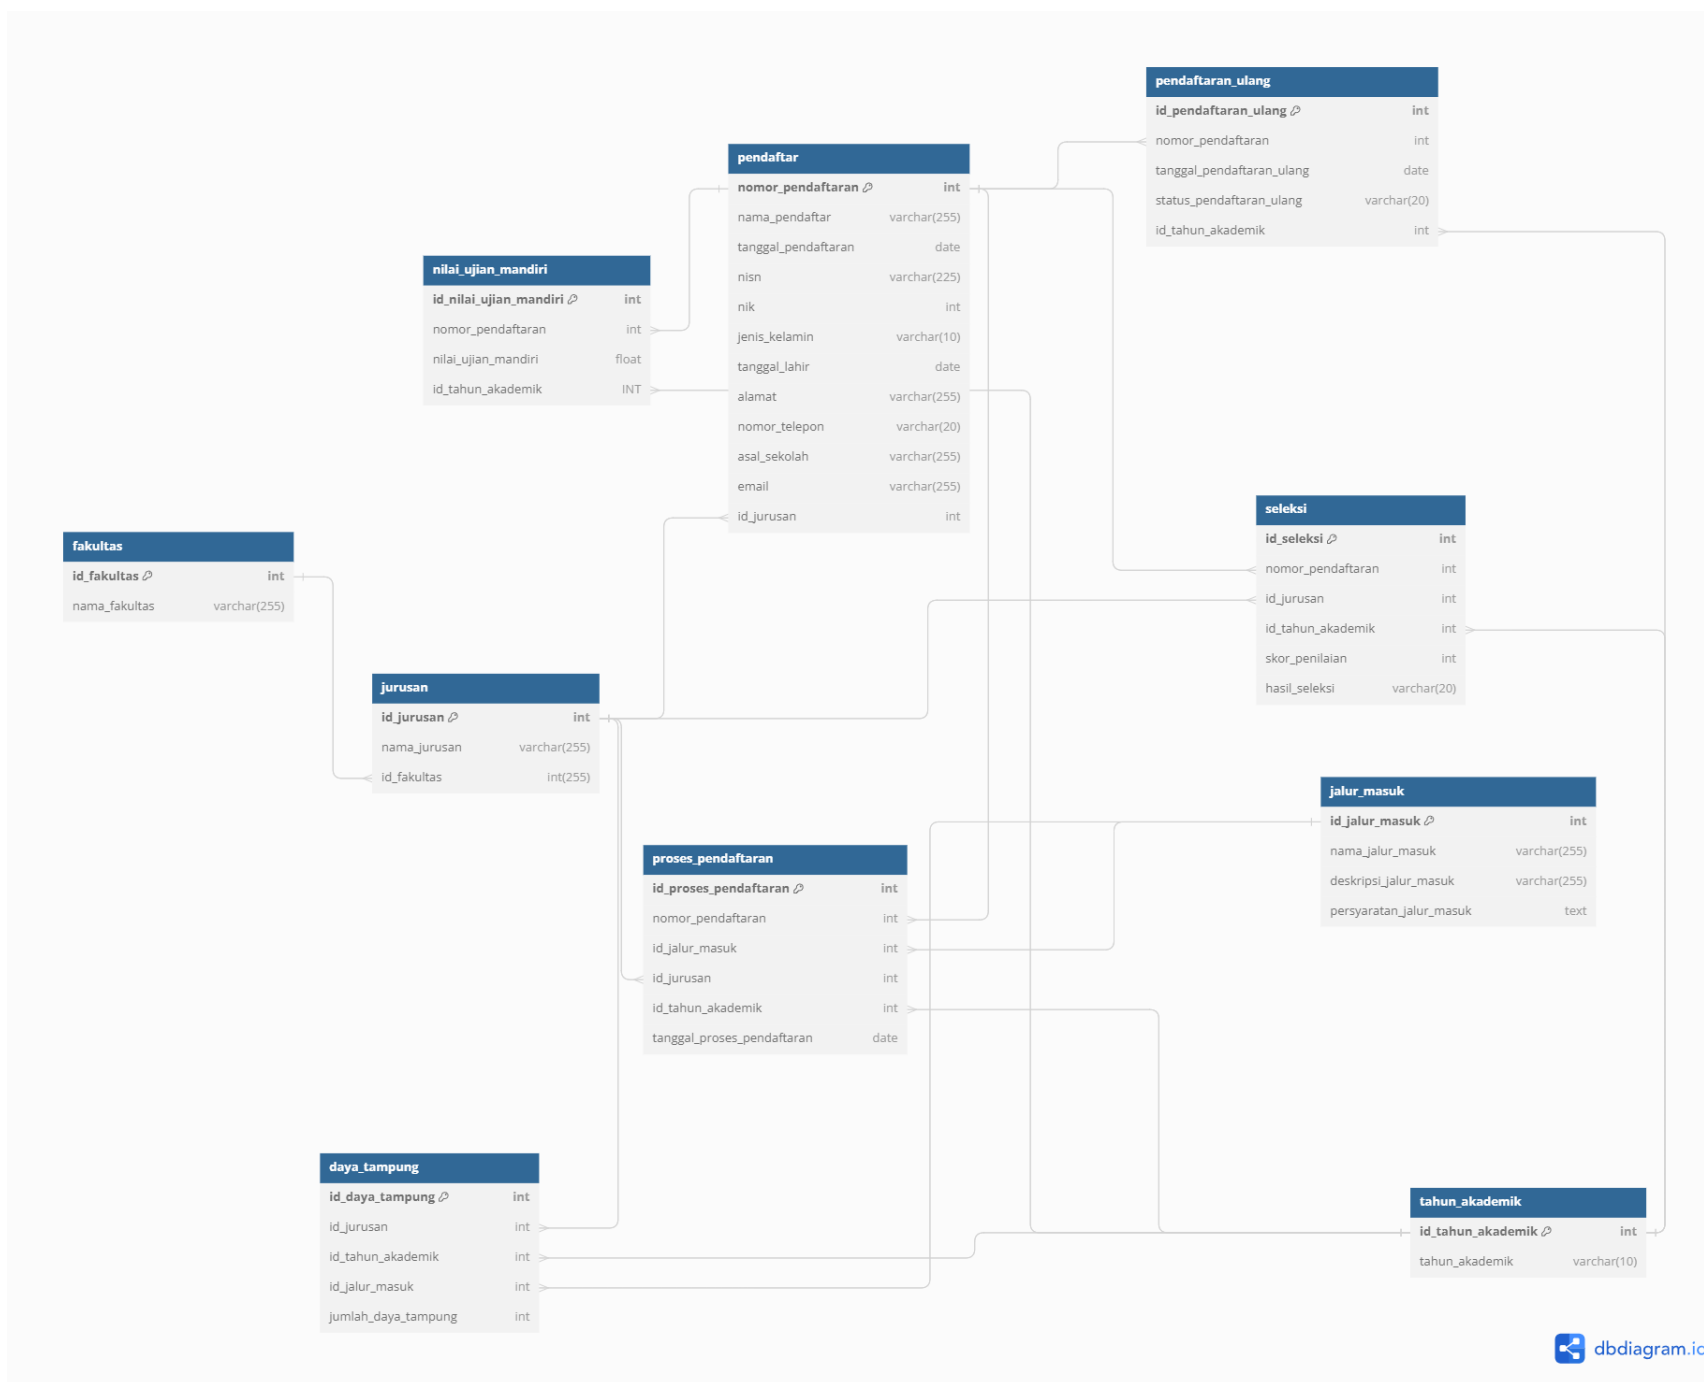 pendaftaran_ulang
id_pendaftaran_ulang int
nomor_pendaftaran int
tanggal_pendaftaran_ulang date
status_pendaftaran_ulang varchar(20)
id_tahun_akademik int
pendaftar
nomor_pendaftaran int
nama_pendaftar varchar(255)
tanggal_pendaftaran date
nisn varchar(225)
nik int
jenis_kelamin varchar(10)
tanggal_lahir date
alamat varchar(255)
nomor_telepon varchar(20)
asal_sekolah varchar(255)
email varchar(255)
id_jurusan int
nilai_ujian_mandiri
id_nilai_ujian_mandiri int
nomor_pendaftaran int
nilai_ujian_mandiri float
id_tahun_akademik INT
seleksi
id_seleksi int
nomor_pendaftaran int
id_jurusan int
id_tahun_akademik int
skor_penilaian int
hasil_seleksi varchar(20)
fakultas
id_fakultas int
nama_fakultas varchar(255)
jurusan
id_jurusan int
nama_jurusan varchar(255)
id_fakultas int(255)
jalur_masuk
id_jalur_masuk int
nama_jalur_masuk varchar(255)
deskripsi_jalur_masuk varchar(255)
persyaratan_jalur_masuk text
proses_pendaftaran
id_proses_pendaftaran int
nomor_pendaftaran int
id_jalur_masuk int
id_jurusan int
id_tahun_akademik int
tanggal_proses_pendaftaran date
daya_tampung
id_daya_tampung int
id_jurusan int
id_tahun_akademik int
id_jalur_masuk int
jumlah_daya_tampung int
tahun_akademik
id_tahun_akademik int
tahun_akademik varchar(10)
dbdiagram.io